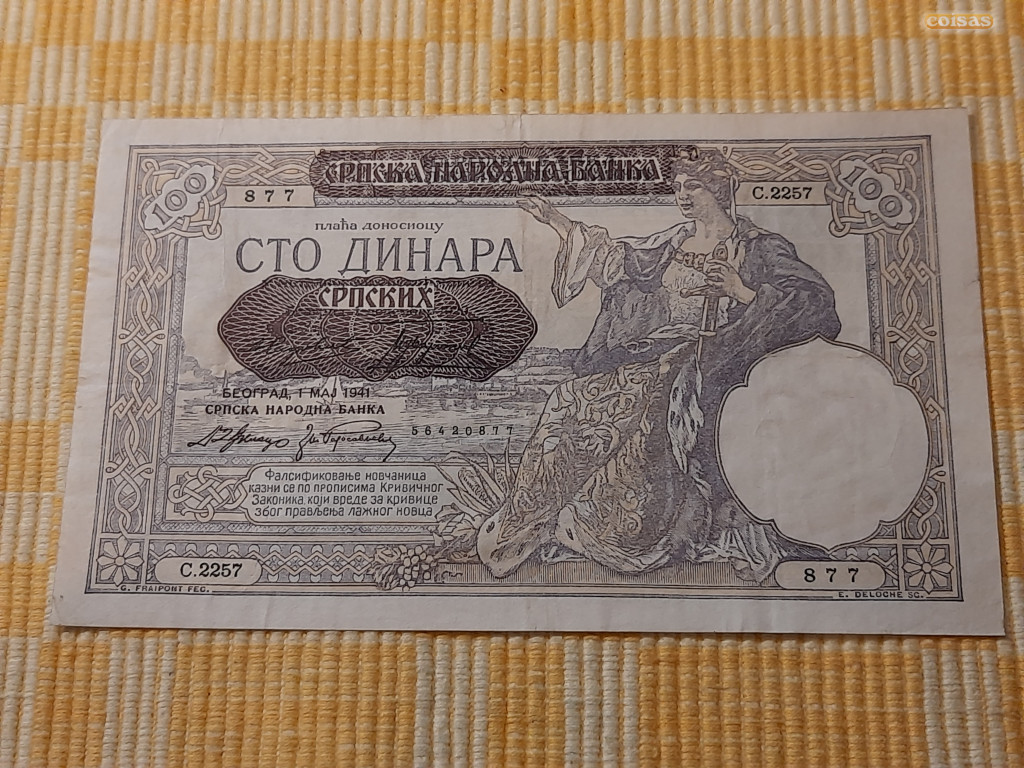 coisas
СРПСКА НАРОДНА БАНКА
100
877
C.2257
100
плаћа доносиоцу
СТО ДИНАРА
СРПСКИХ
БЕОГРАД, 1 МАЈ 1941
СРПСКА НАРОДНА БАНКА
56420877
Фалсификовање новчаница
казни се по прописима Кривичног
Законика, који вреде за кривице
због прављења лажног новца
C.2257
877
G. FRAIPONT FEC.
E. DELOCHE SC.